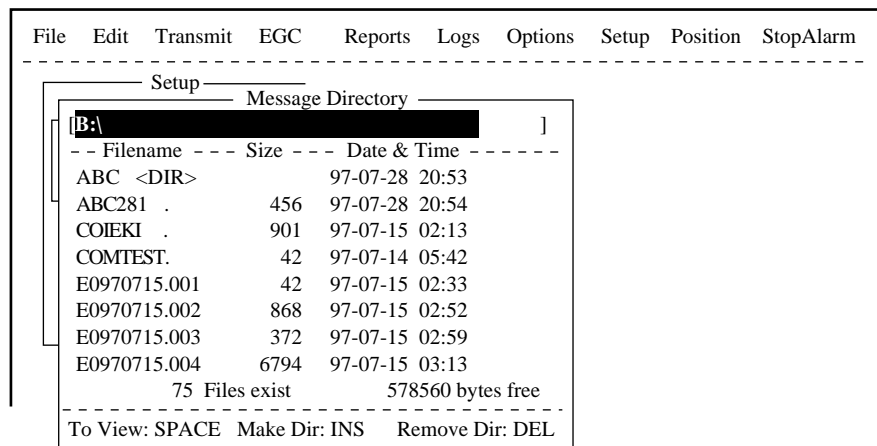 File Edit Transmit EGC Reports Logs Options Setup Position StopAlarm
Setup
Message Directory
[B:\ ]
Filename Size Date & Time
ABC <DIR> 97-07-28 20:53
ABC281 . 456 97-07-28 20:54
COIEKI . 901 97-07-15 02:13
COMTEST. 42 97-07-14 05:42
E0970715.001 42 97-07-15 02:33
E0970715.002 868 97-07-15 02:52
E0970715.003 372 97-07-15 02:59
E0970715.004 6794 97-07-15 03:13
75 Files exist 578560 bytes free
To View: SPACE Make Dir: INS Remove Dir: DEL